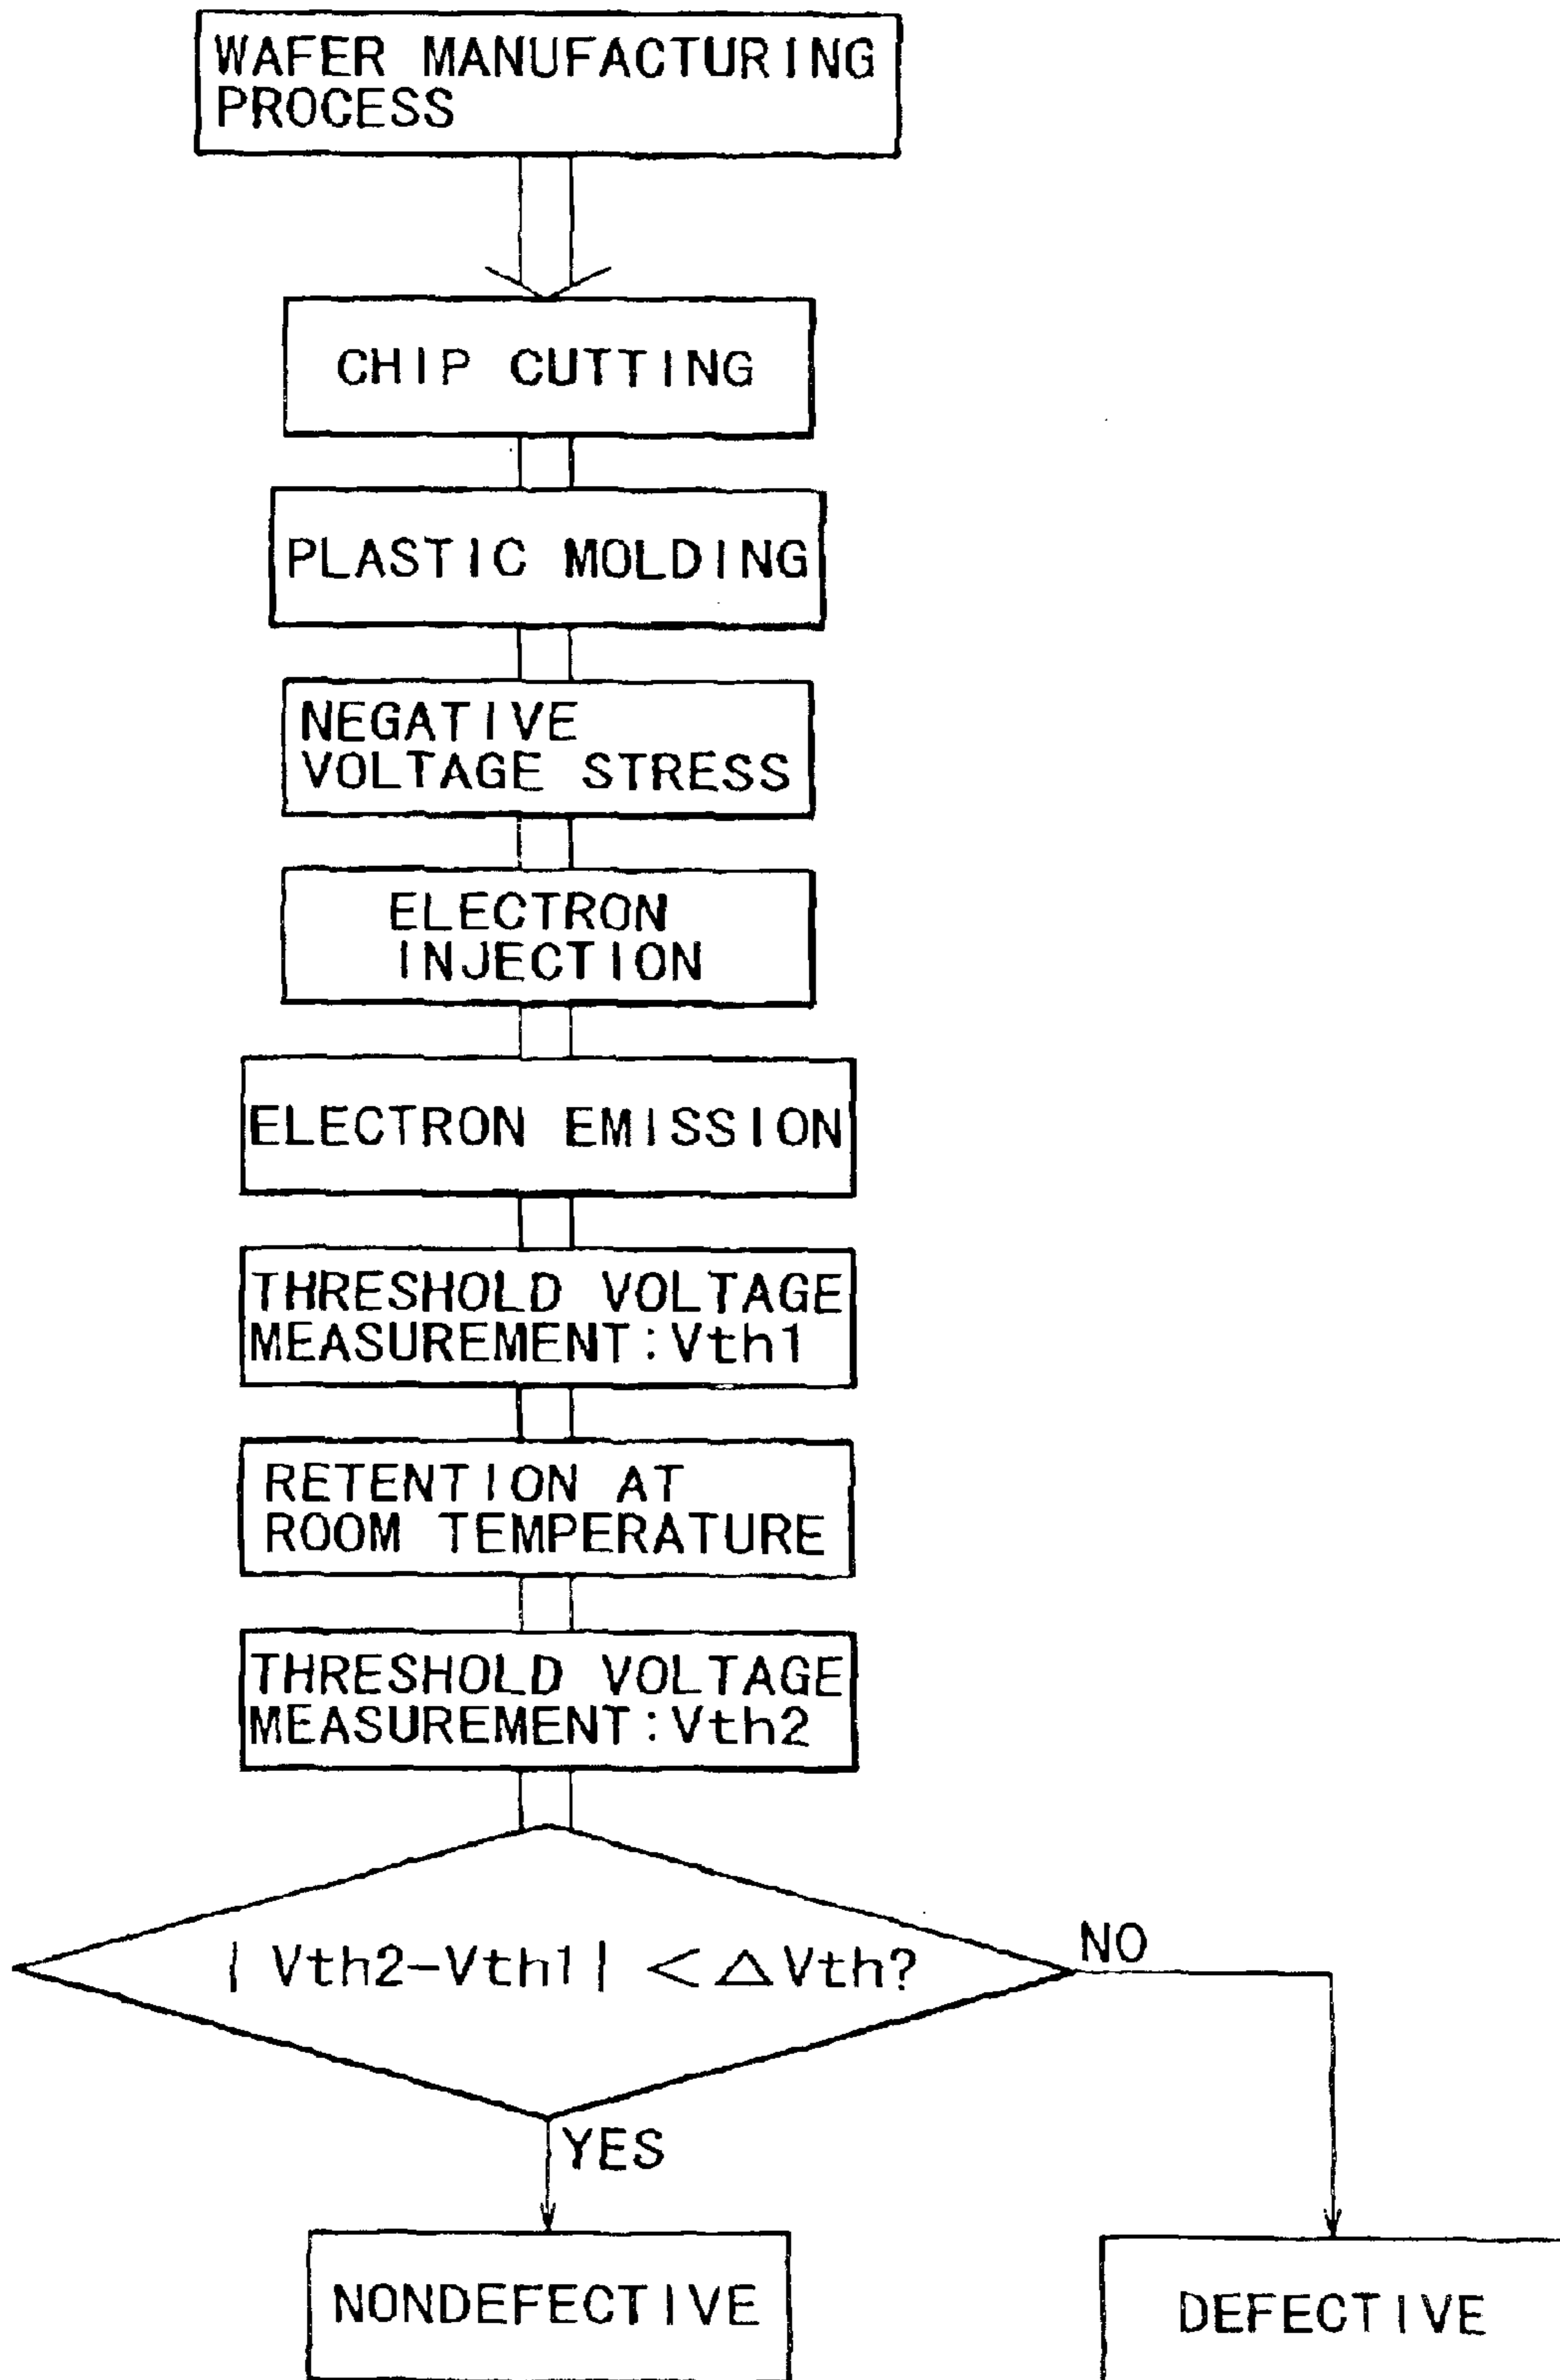 WAFER MANUFACTURING
PROCESS
CHIP CUTTING
PLASTIC MOLDING
NEGATIVE
VOLTAGE STRESS
ELECTRON
INJECTION
ELECTRON EMISSION
THRESHOLD VOLTAGE
MEASUREMENT:Vth1
RETENTION AT
ROOM TEMPERATURE
THRESHOLD VOLTAGE
MEASUREMENT:Vth2
| Vth2-Vth1 | < △Vth?
NO
YES
NONDEFECTIVE
DEFECTIVE